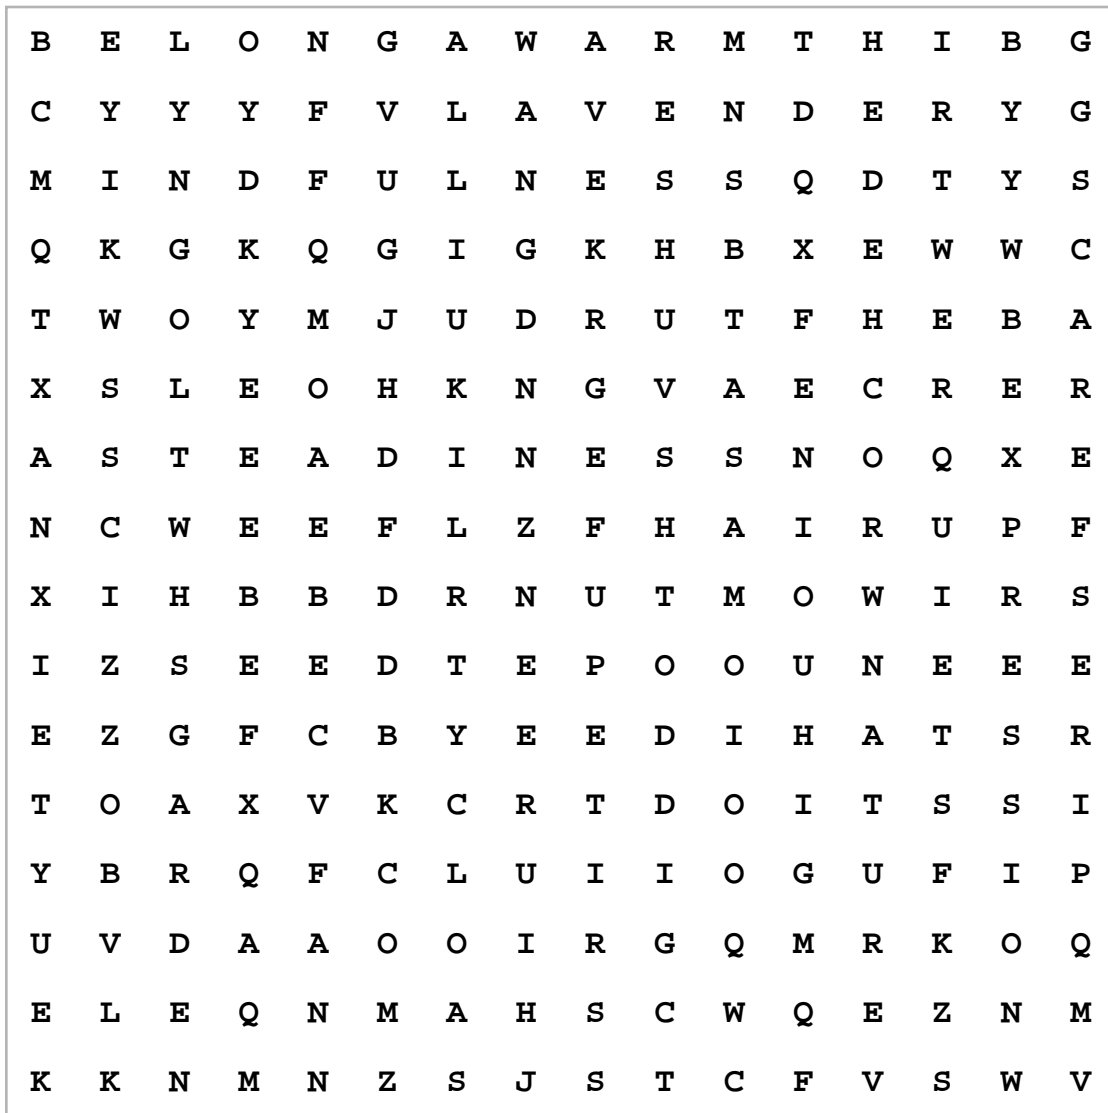 B E L O N G A W A R M T H I B G
C Y Y Y F V L A V E N D E R Y G
M I N D F U L N E S S Q D T Y S
Q K G K Q G I G K H B X E W W C
T W O Y M J U D R U T F H E B A
X S L E O H K N G V A E C R E R
A S T E A D I N E S S N O Q X E
N C W E E F L Z F H A I R U P F
X I H B B D R N U T M O W I R S
I Z S E E D T E P O O U N E E E
E Z G F C B Y E E D I H A T S R
T O A X V K C R T D O I T S S I
Y B R Q F C L U I I O G U F I P
U V D A A O O I R G Q M R K O Q
E L E Q N M A H S C W Q E Z N M
K K N M N Z S J S T C F V S W V